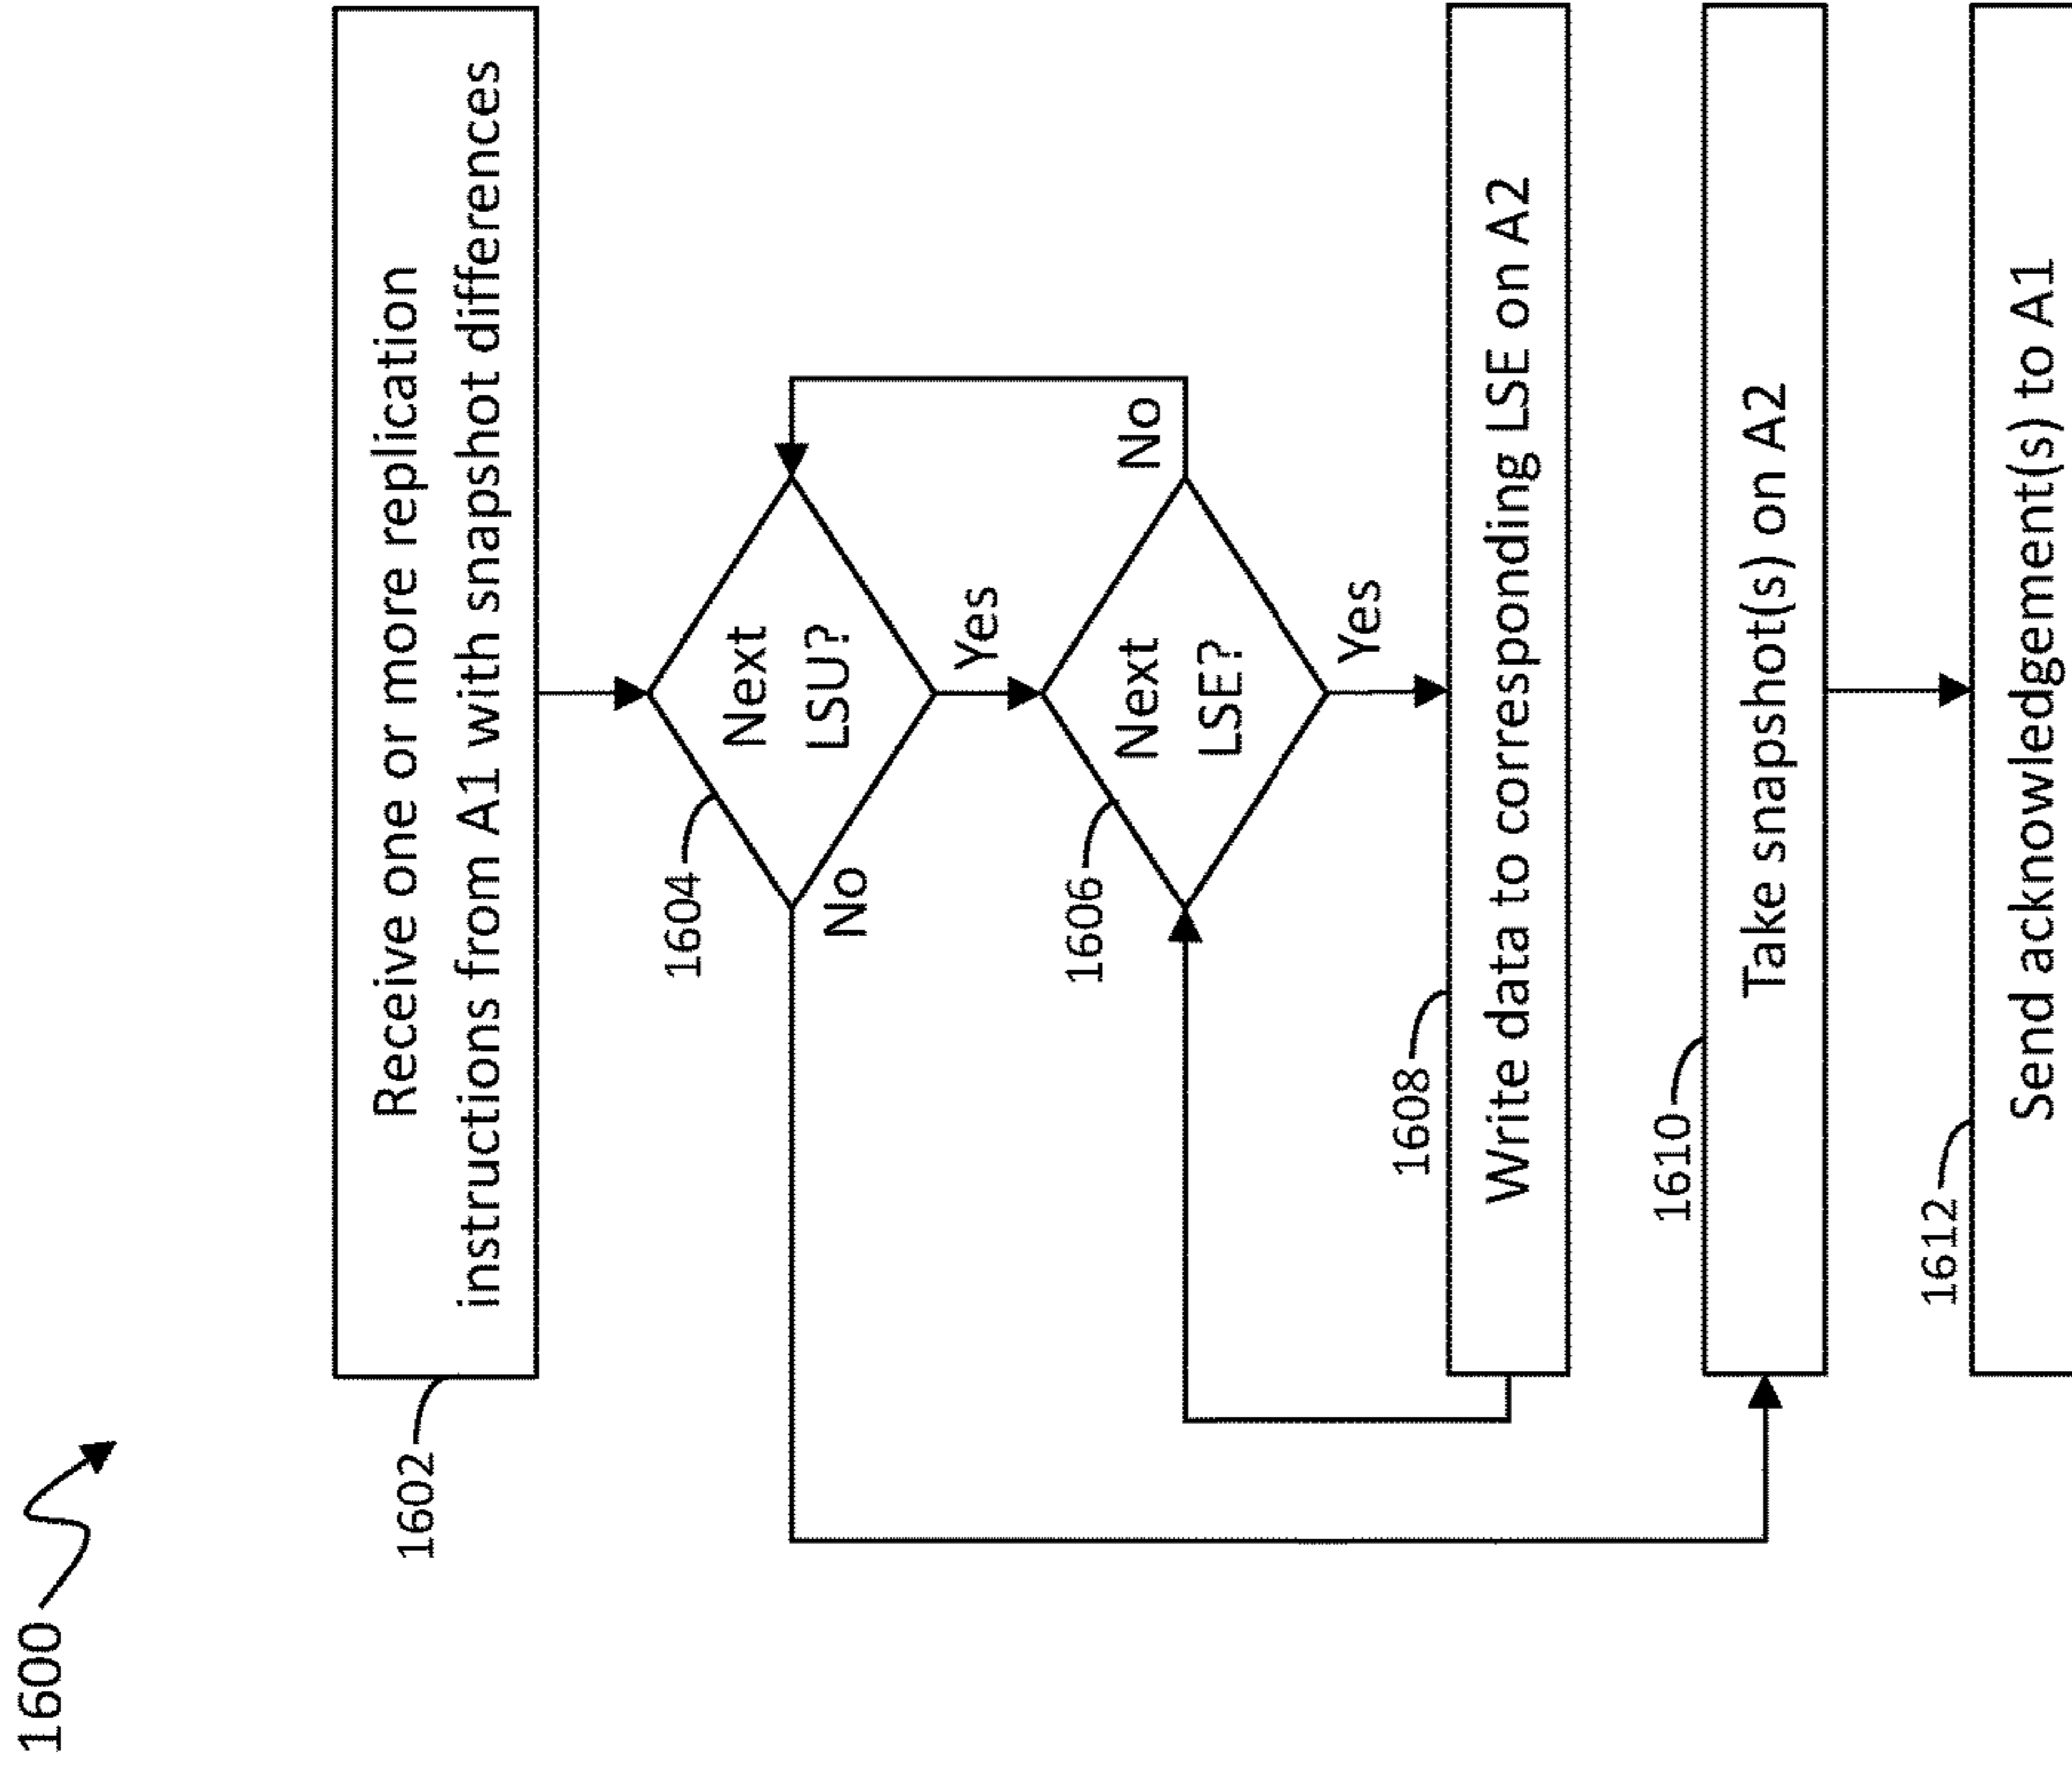 1600
1602
Receive one or more replication
instructions from A1 with snapshot differences
1604
Next
LSU?
No
Yes
1606
Next
LSE?
No
Yes
1608
Write data to corresponding LSE on A2
1610
Take snapshot(s) on A2
1612
Send acknowledgement(s) to A1